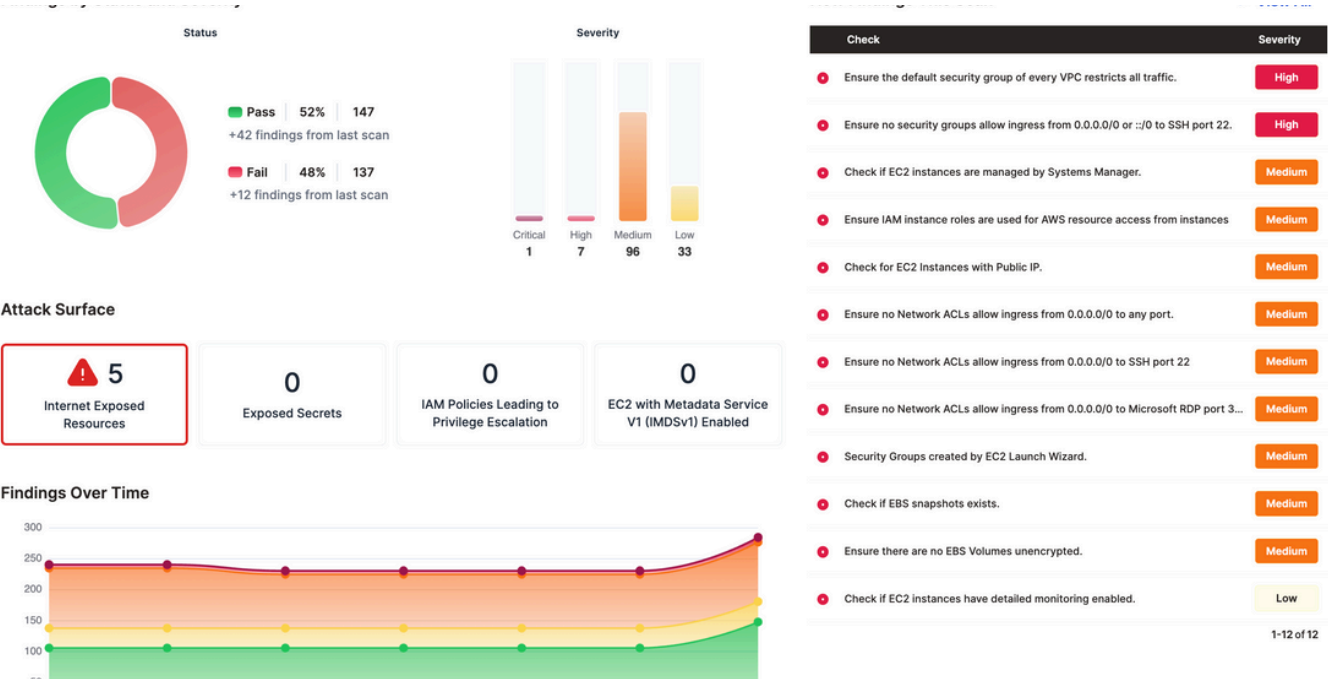 Status
Pass 52% 147
+42 findings from last scan
Fail 48% 137
+12 findings from last scan
Severity
Critical High Medium Low
1 7 96 33
Attack Surface
5
Internet Exposed
Resources
0
Exposed Secrets
0
IAM Policies Leading to
Privilege Escalation
0
EC2 with Metadata Service
V1 (IMDSv1) Enabled
Findings Over Time
300
250
200
150
100
Check Severity
Ensure the default security group of every VPC restricts all traffic. High
Ensure no security groups allow ingress from 0.0.0.0/0 or ::/0 to SSH port 22. High
Check if EC2 instances are managed by Systems Manager. Medium
Ensure IAM instance roles are used for AWS resource access from instances Medium
Check for EC2 Instances with Public IP. Medium
Ensure no Network ACLs allow ingress from 0.0.0.0/0 to any port. Medium
Ensure no Network ACLs allow ingress from 0.0.0.0/0 to SSH port 22 Medium
Ensure no Network ACLs allow ingress from 0.0.0.0/0 to Microsoft RDP port 3... Medium
Security Groups created by EC2 Launch Wizard. Medium
Check if EBS snapshots exists. Medium
Ensure there are no EBS Volumes unencrypted. Medium
Check if EC2 instances have detailed monitoring enabled. Low
1-12 of 12